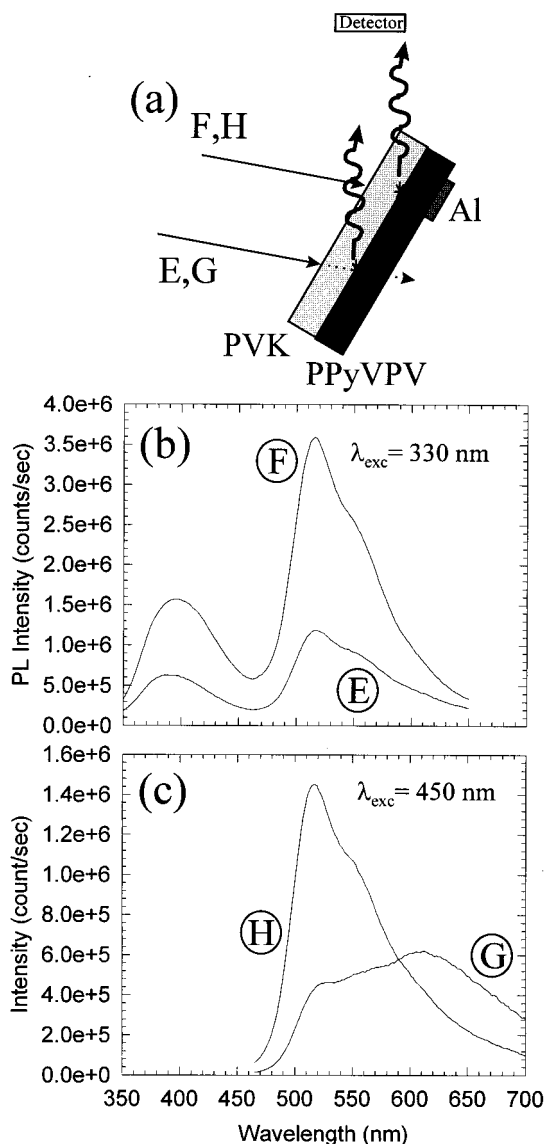 Detector
(a)
F,H
Al
E,G
PVK
PPyVPV
4.0e+6
(b)
F
λexc= 330 nm
3.5e+6
3.0e+6
2.5e+6
2.0e+6
1.5e+6
1.0e+6
5.0e+5
0.0e+0
E
PL Intensity (counts/sec)
1.6e+6
(c)
λexc= 450 nm
1.4e+6
1.2e+6
1.0e+6
8.0e+5
6.0e+5
4.0e+5
2.0e+5
0.0e+0
H
G
Intensity (count/sec)
350 400 450 500 550 600 650 700
Wavelength (nm)